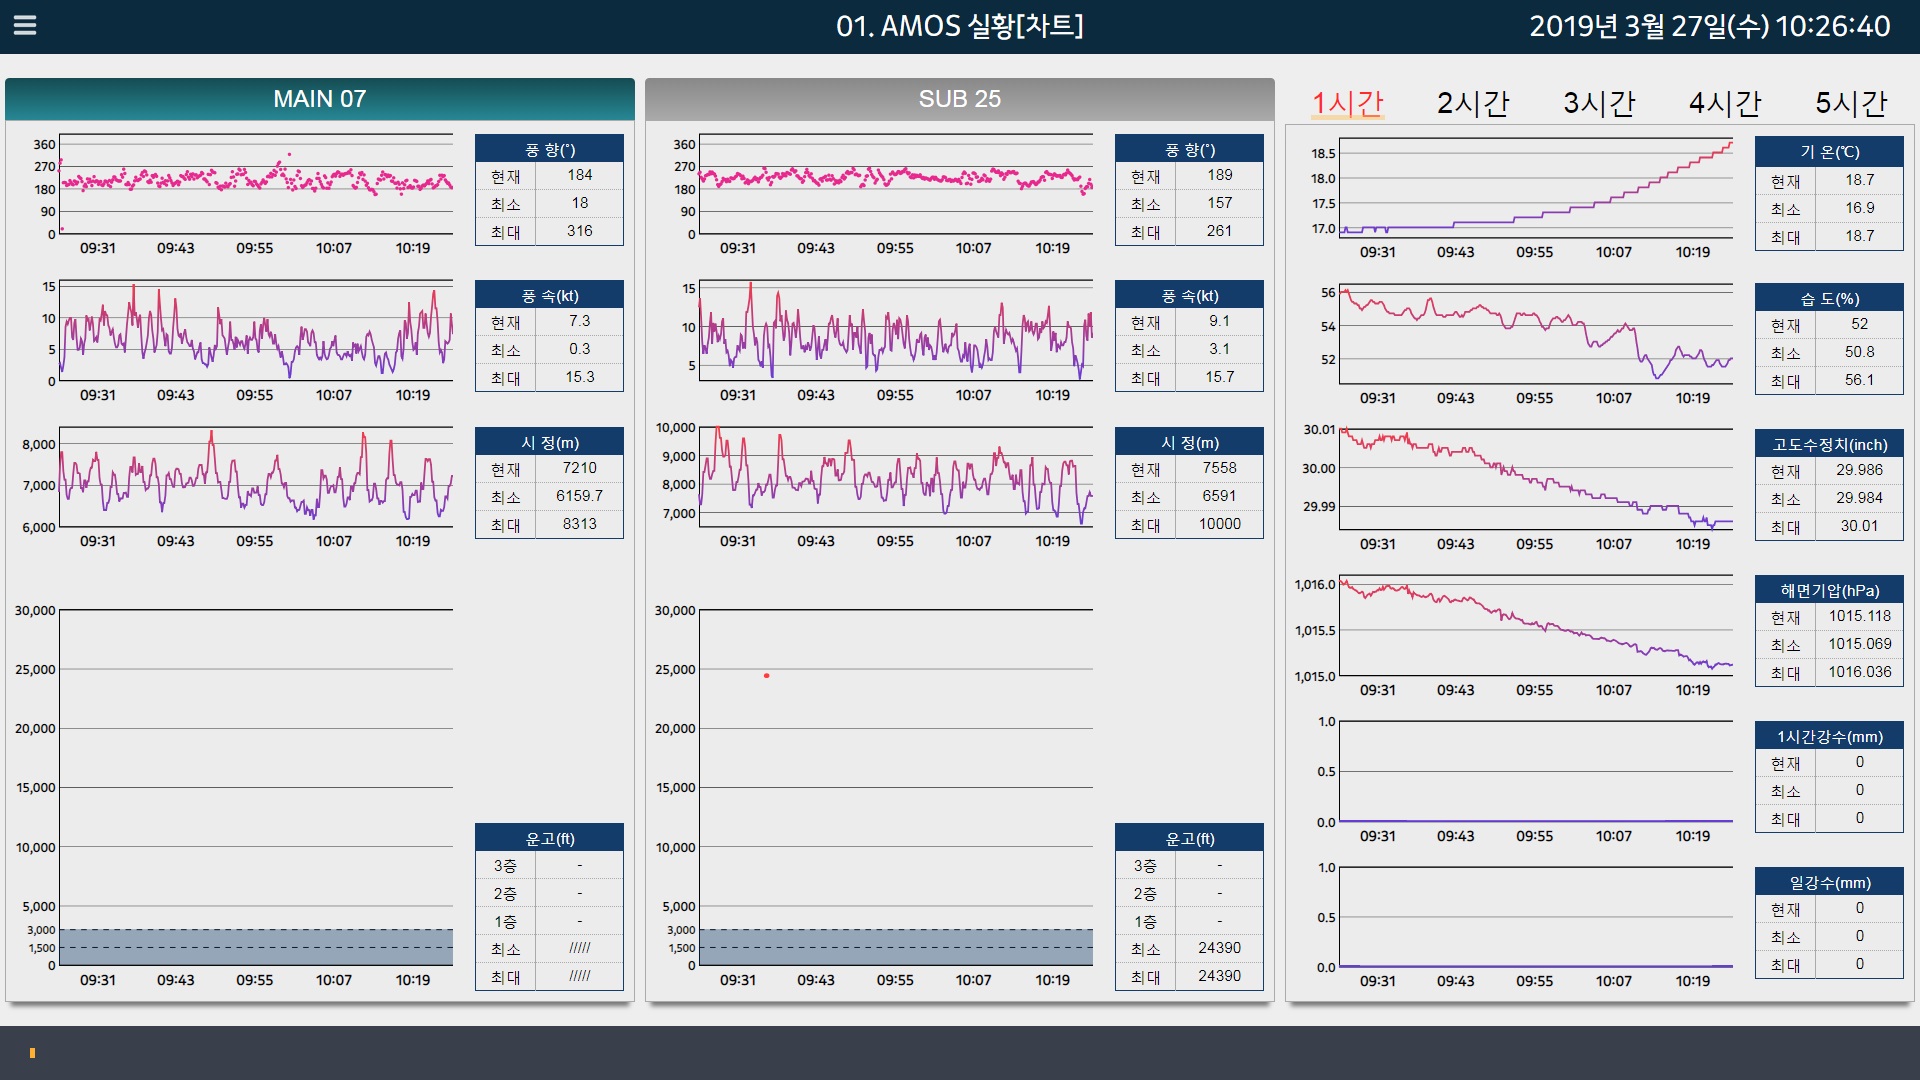 01. AMOS 실황[차트]
2019년 3월 27일(수) 10:26:40
MAIN 07
360
270
180
90
0
09:31 09:43 09:55 10:07 10:19
풍 향(°)
현재 184
최소 18
최대 316
15
10
5
0
09:31 09:43 09:55 10:07 10:19
풍 속(kt)
현재 7.3
최소 0.3
최대 15.3
8,000
7,000
6,000
09:31 09:43 09:55 10:07 10:19
시 정(m)
현재 7210
최소 6159.7
최대 8313
30,000
25,000
20,000
15,000
10,000
5,000
3,000
1,500
0
09:31 09:43 09:55 10:07 10:19
운고(ft)
3층 -
2층 -
1층 -
최소 /////
최대 /////
SUB 25
360
270
180
90
0
09:31 09:43 09:55 10:07 10:19
풍 향(°)
현재 189
최소 157
최대 261
15
10
5
09:31 09:43 09:55 10:07 10:19
풍 속(kt)
현재 9.1
최소 3.1
최대 15.7
10,000
9,000
8,000
7,000
09:31 09:43 09:55 10:07 10:19
시 정(m)
현재 7558
최소 6591
최대 10000
30,000
25,000
20,000
15,000
10,000
5,000
3,000
1,500
0
09:31 09:43 09:55 10:07 10:19
운고(ft)
3층 -
2층 -
1층 -
최소 24390
최대 24390
1시간 2시간 3시간 4시간 5시간
18.5
18.0
17.5
17.0
09:31 09:43 09:55 10:07 10:19
기 온(℃)
현재 18.7
최소 16.9
최대 18.7
56
54
52
09:31 09:43 09:55 10:07 10:19
습 도(%)
현재 52
최소 50.8
최대 56.1
30.01
30.00
29.99
09:31 09:43 09:55 10:07 10:19
고도수정치(inch)
현재 29.986
최소 29.984
최대 30.01
1,016.0
1,015.5
1,015.0
09:31 09:43 09:55 10:07 10:19
해면기압(hPa)
현재 1015.118
최소 1015.069
최대 1016.036
1.0
0.5
0.0
09:31 09:43 09:55 10:07 10:19
1시간강수(mm)
현재 0
최소 0
최대 0
1.0
0.5
0.0
09:31 09:43 09:55 10:07 10:19
일강수(mm)
현재 0
최소 0
최대 0